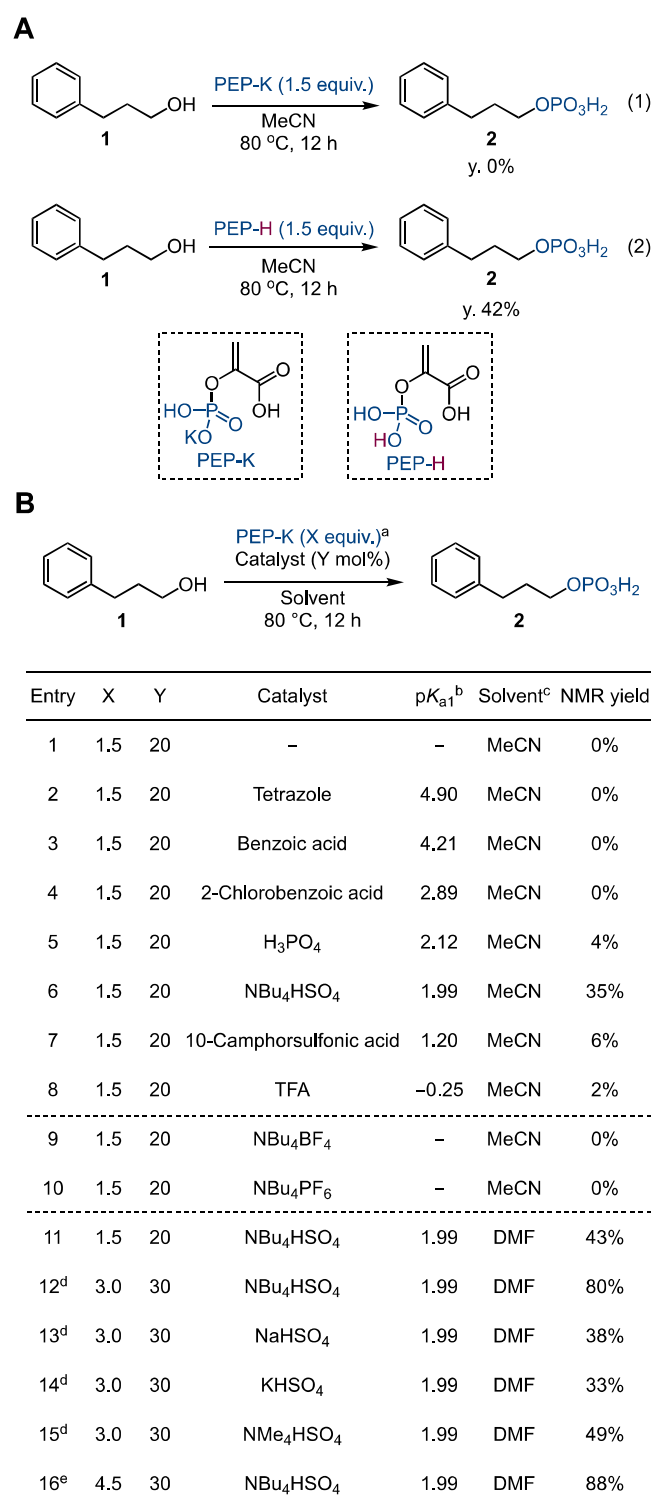 A
OH
1
PEP-K (1.5 equiv.)
MeCN
80 °C, 12 h
OPO3H2
2
y. 0%
(1)
OH
1
PEP-H (1.5 equiv.)
MeCN
80 °C, 12 h
OPO3H2
2
y. 42%
(2)
O
O
HO
P
OH
O
KO
PEP-K
O
O
HO
P
OH
O
HO
PEP-H
B
OH
1
PEP-K (X equiv.)a
Catalyst (Y mol%)
Solvent
80 °C, 12 h
OPO3H2
2
Entry X Y Catalyst pKa1b Solventc NMR yield
1 1.5 20 – – MeCN 0%
2 1.5 20 Tetrazole 4.90 MeCN 0%
3 1.5 20 Benzoic acid 4.21 MeCN 0%
4 1.5 20 2-Chlorobenzoic acid 2.89 MeCN 0%
5 1.5 20 H3PO4 2.12 MeCN 4%
6 1.5 20 NBu4HSO4 1.99 MeCN 35%
7 1.5 20 10-Camphorsulfonic acid 1.20 MeCN 6%
8 1.5 20 TFA –0.25 MeCN 2%
9 1.5 20 NBu4BF4 – MeCN 0%
10 1.5 20 NBu4PF6 – MeCN 0%
11 1.5 20 NBu4HSO4 1.99 DMF 43%
12d 3.0 30 NBu4HSO4 1.99 DMF 80%
13d 3.0 30 NaHSO4 1.99 DMF 38%
14d 3.0 30 KHSO4 1.99 DMF 33%
15d 3.0 30 NMe4HSO4 1.99 DMF 49%
16e 4.5 30 NBu4HSO4 1.99 DMF 88%